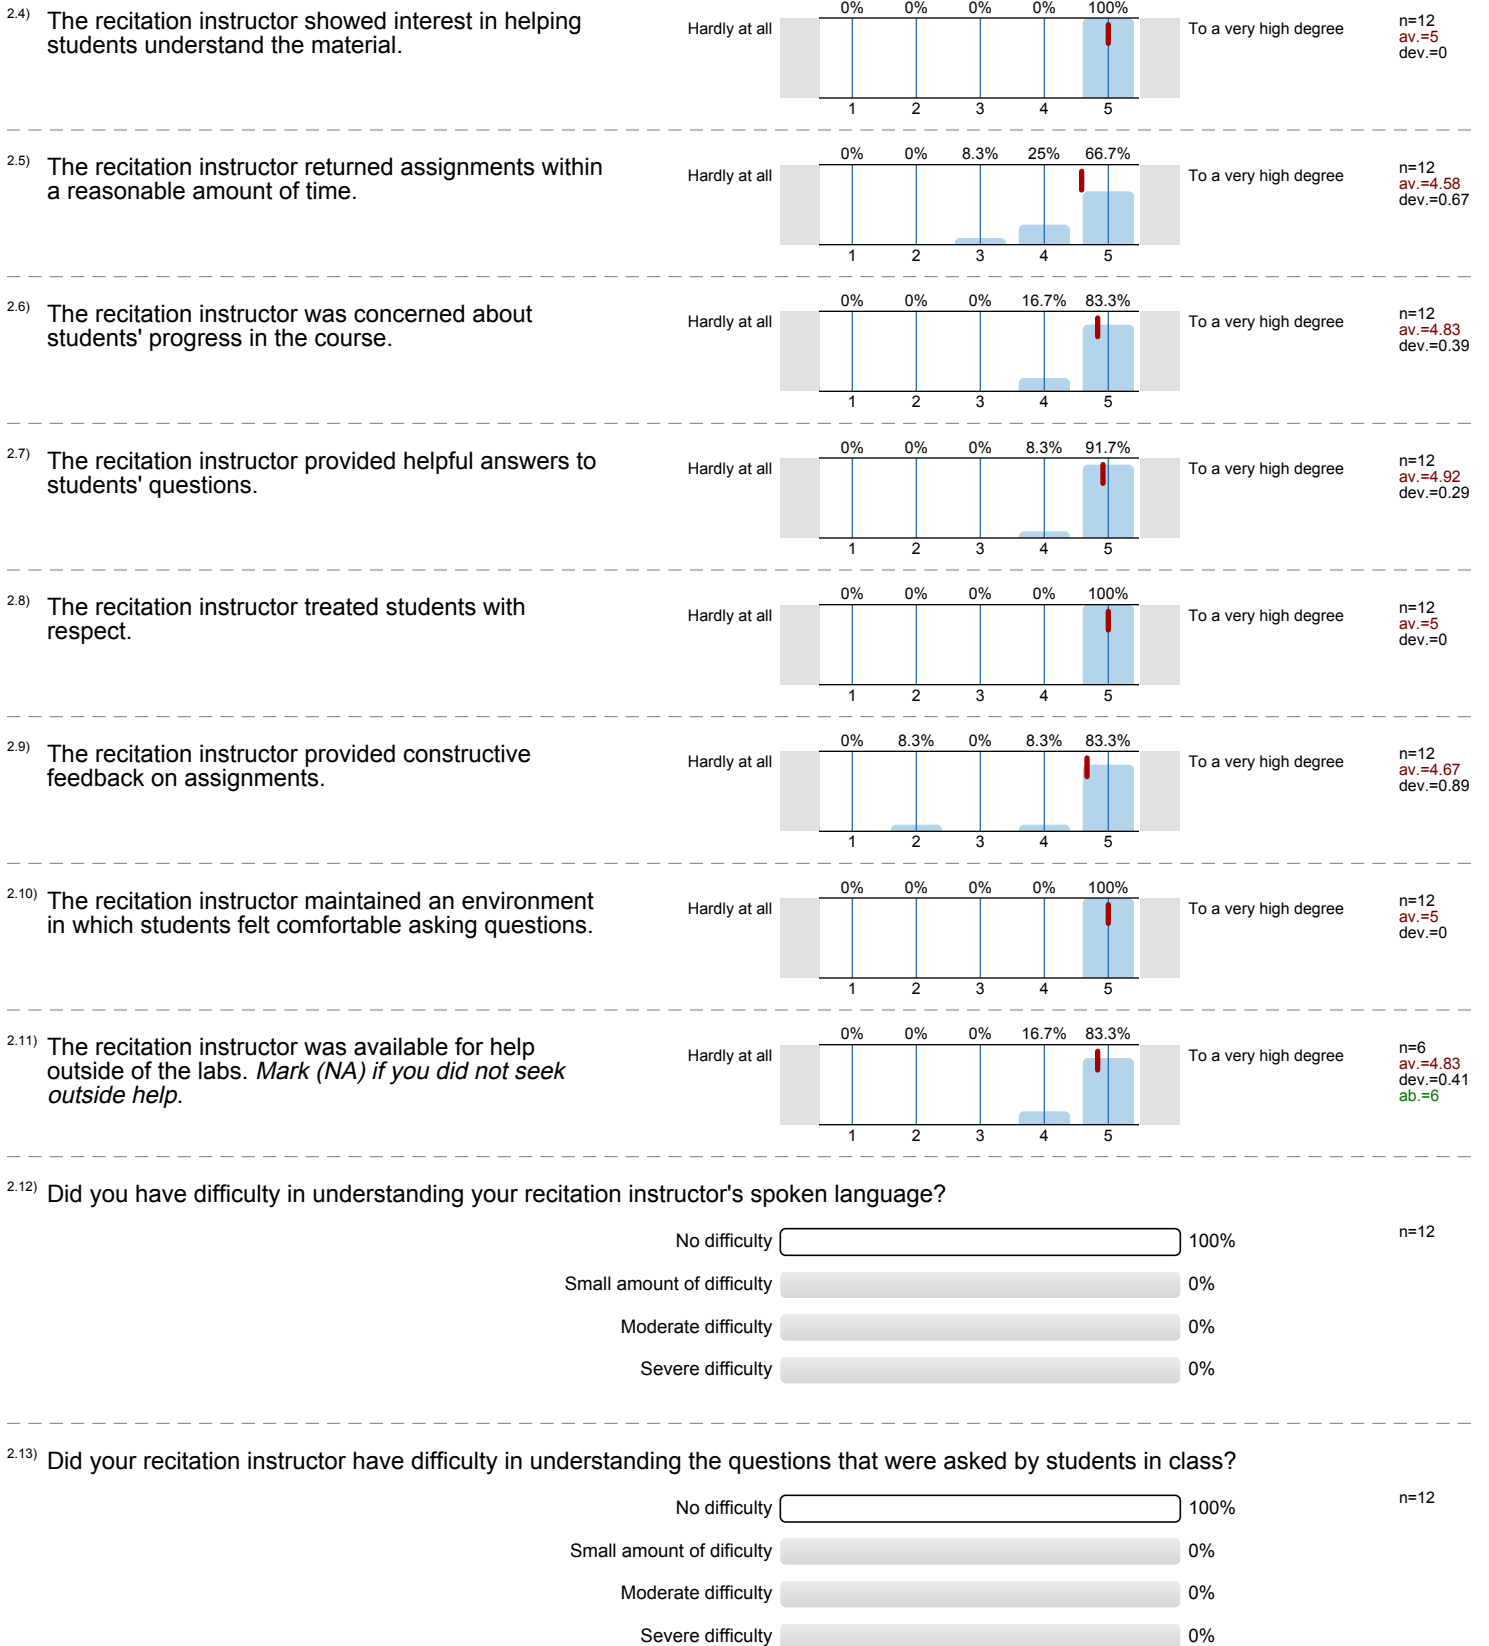 2.4) The recitation instructor showed interest in helping
students understand the material.
0% 0% 0% 0% 100%
Hardly at all
To a very high degree
1 2 3 4 5
n=12
av.=5
dev.=0
2.5) The recitation instructor returned assignments within
a reasonable amount of time.
0% 0% 8.3% 25% 66.7%
Hardly at all
To a very high degree
1 2 3 4 5
n=12
av.=4.58
dev.=0.67
2.6) The recitation instructor was concerned about
students' progress in the course.
0% 0% 0% 16.7% 83.3%
Hardly at all
To a very high degree
1 2 3 4 5
n=12
av.=4.83
dev.=0.39
2.7) The recitation instructor provided helpful answers to
students' questions.
0% 0% 0% 8.3% 91.7%
Hardly at all
To a very high degree
1 2 3 4 5
n=12
av.=4.92
dev.=0.29
2.8) The recitation instructor treated students with
respect.
0% 0% 0% 0% 100%
Hardly at all
To a very high degree
1 2 3 4 5
n=12
av.=5
dev.=0
2.9) The recitation instructor provided constructive
feedback on assignments.
0% 8.3% 0% 8.3% 83.3%
Hardly at all
To a very high degree
1 2 3 4 5
n=12
av.=4.67
dev.=0.89
2.10) The recitation instructor maintained an environment
in which students felt comfortable asking questions.
0% 0% 0% 0% 100%
Hardly at all
To a very high degree
1 2 3 4 5
n=12
av.=5
dev.=0
2.11) The recitation instructor was available for help
outside of the labs. Mark (NA) if you did not seek
outside help.
0% 0% 0% 16.7% 83.3%
Hardly at all
To a very high degree
1 2 3 4 5
n=6
av.=4.83
dev.=0.41
ab.=6
2.12) Did you have difficulty in understanding your recitation instructor's spoken language?
No difficulty 100% n=12
Small amount of difficulty 0%
Moderate difficulty 0%
Severe difficulty 0%
2.13) Did your recitation instructor have difficulty in understanding the questions that were asked by students in class?
No difficulty 100% n=12
Small amount of dificulty 0%
Moderate difficulty 0%
Severe difficulty 0%